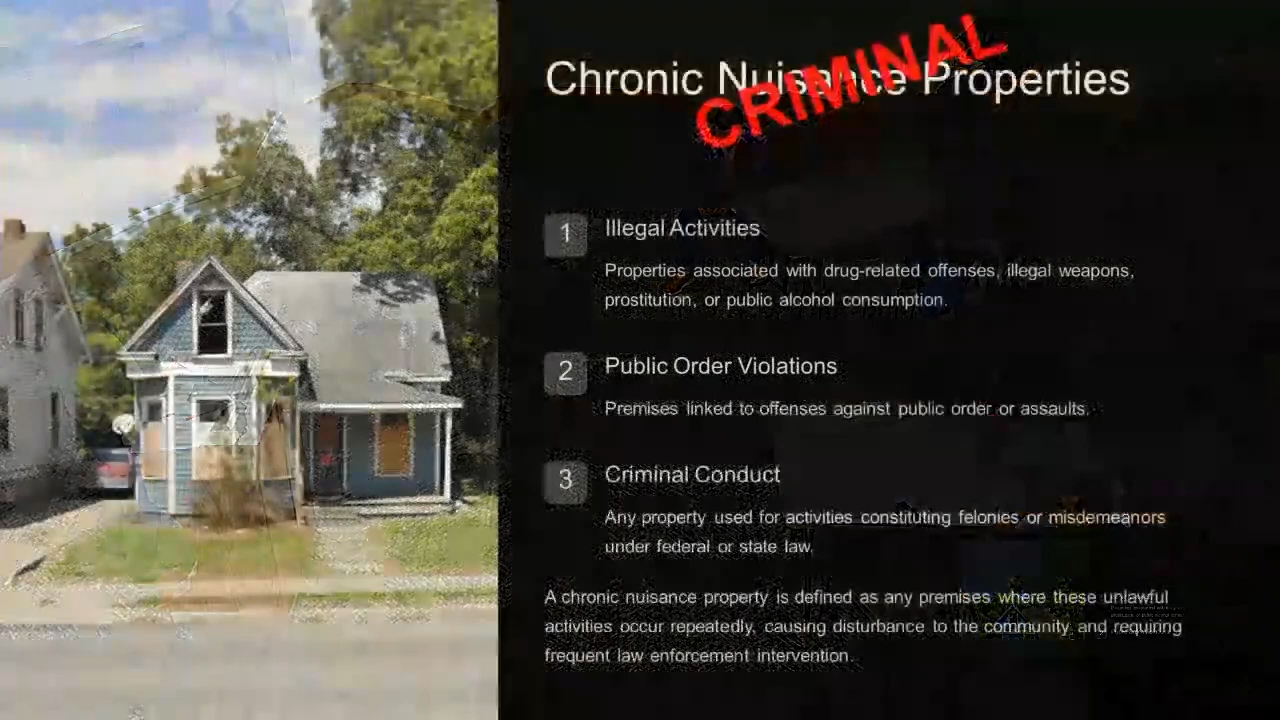 Chronic Nuisance Properties
CRIMINAL
1
Illegal Activities
Properties associated with drug-related offenses, illegal weapons,
prostitution, or public alcohol consumption.
2
Public Order Violations
Premises linked to offenses against public order or assaults.
3
Criminal Conduct
Any property used for activities constituting felonies or misdemeanors
under federal or state law.
A chronic nuisance property is defined as any premises where these unlawful
activities occur repeatedly, causing disturbance to the community and requiring
frequent law enforcement intervention.